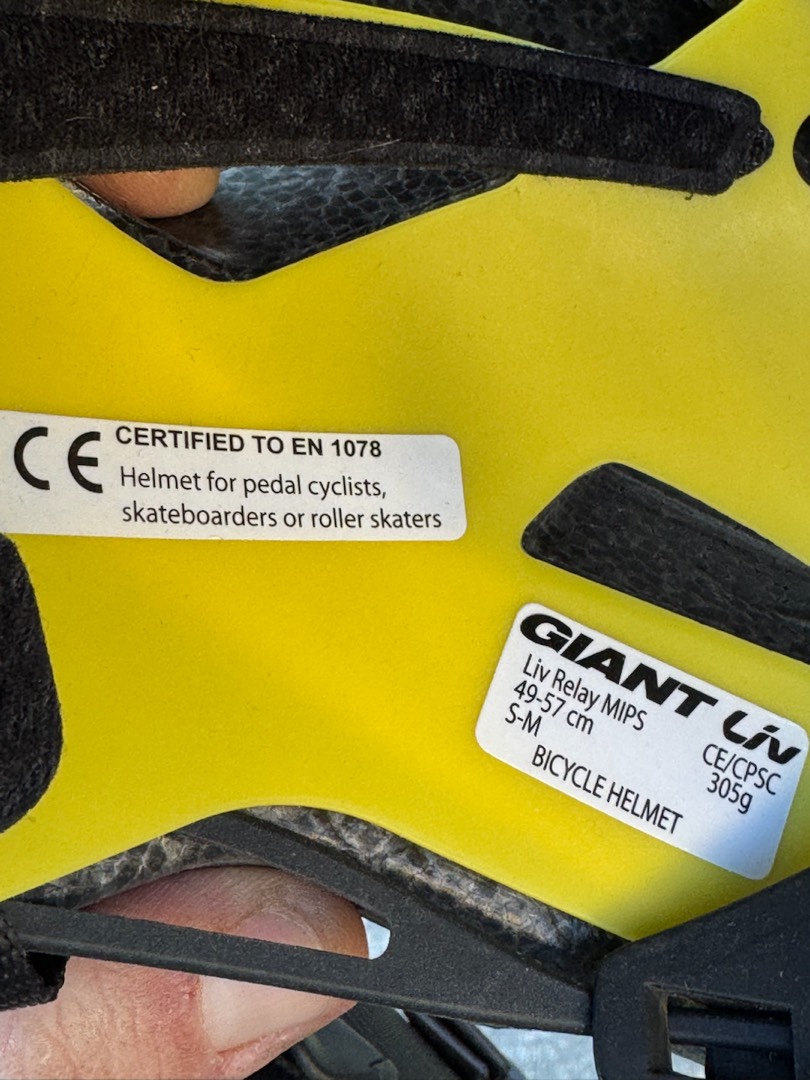 CE CERTIFIED TO EN 1078
Helmet for pedal cyclists,
skateboarders or roller skaters
GIANT Liv
Liv Relay MIPS
49-57 cm CE/CPSC
S-M 305g
BICYCLE HELMET